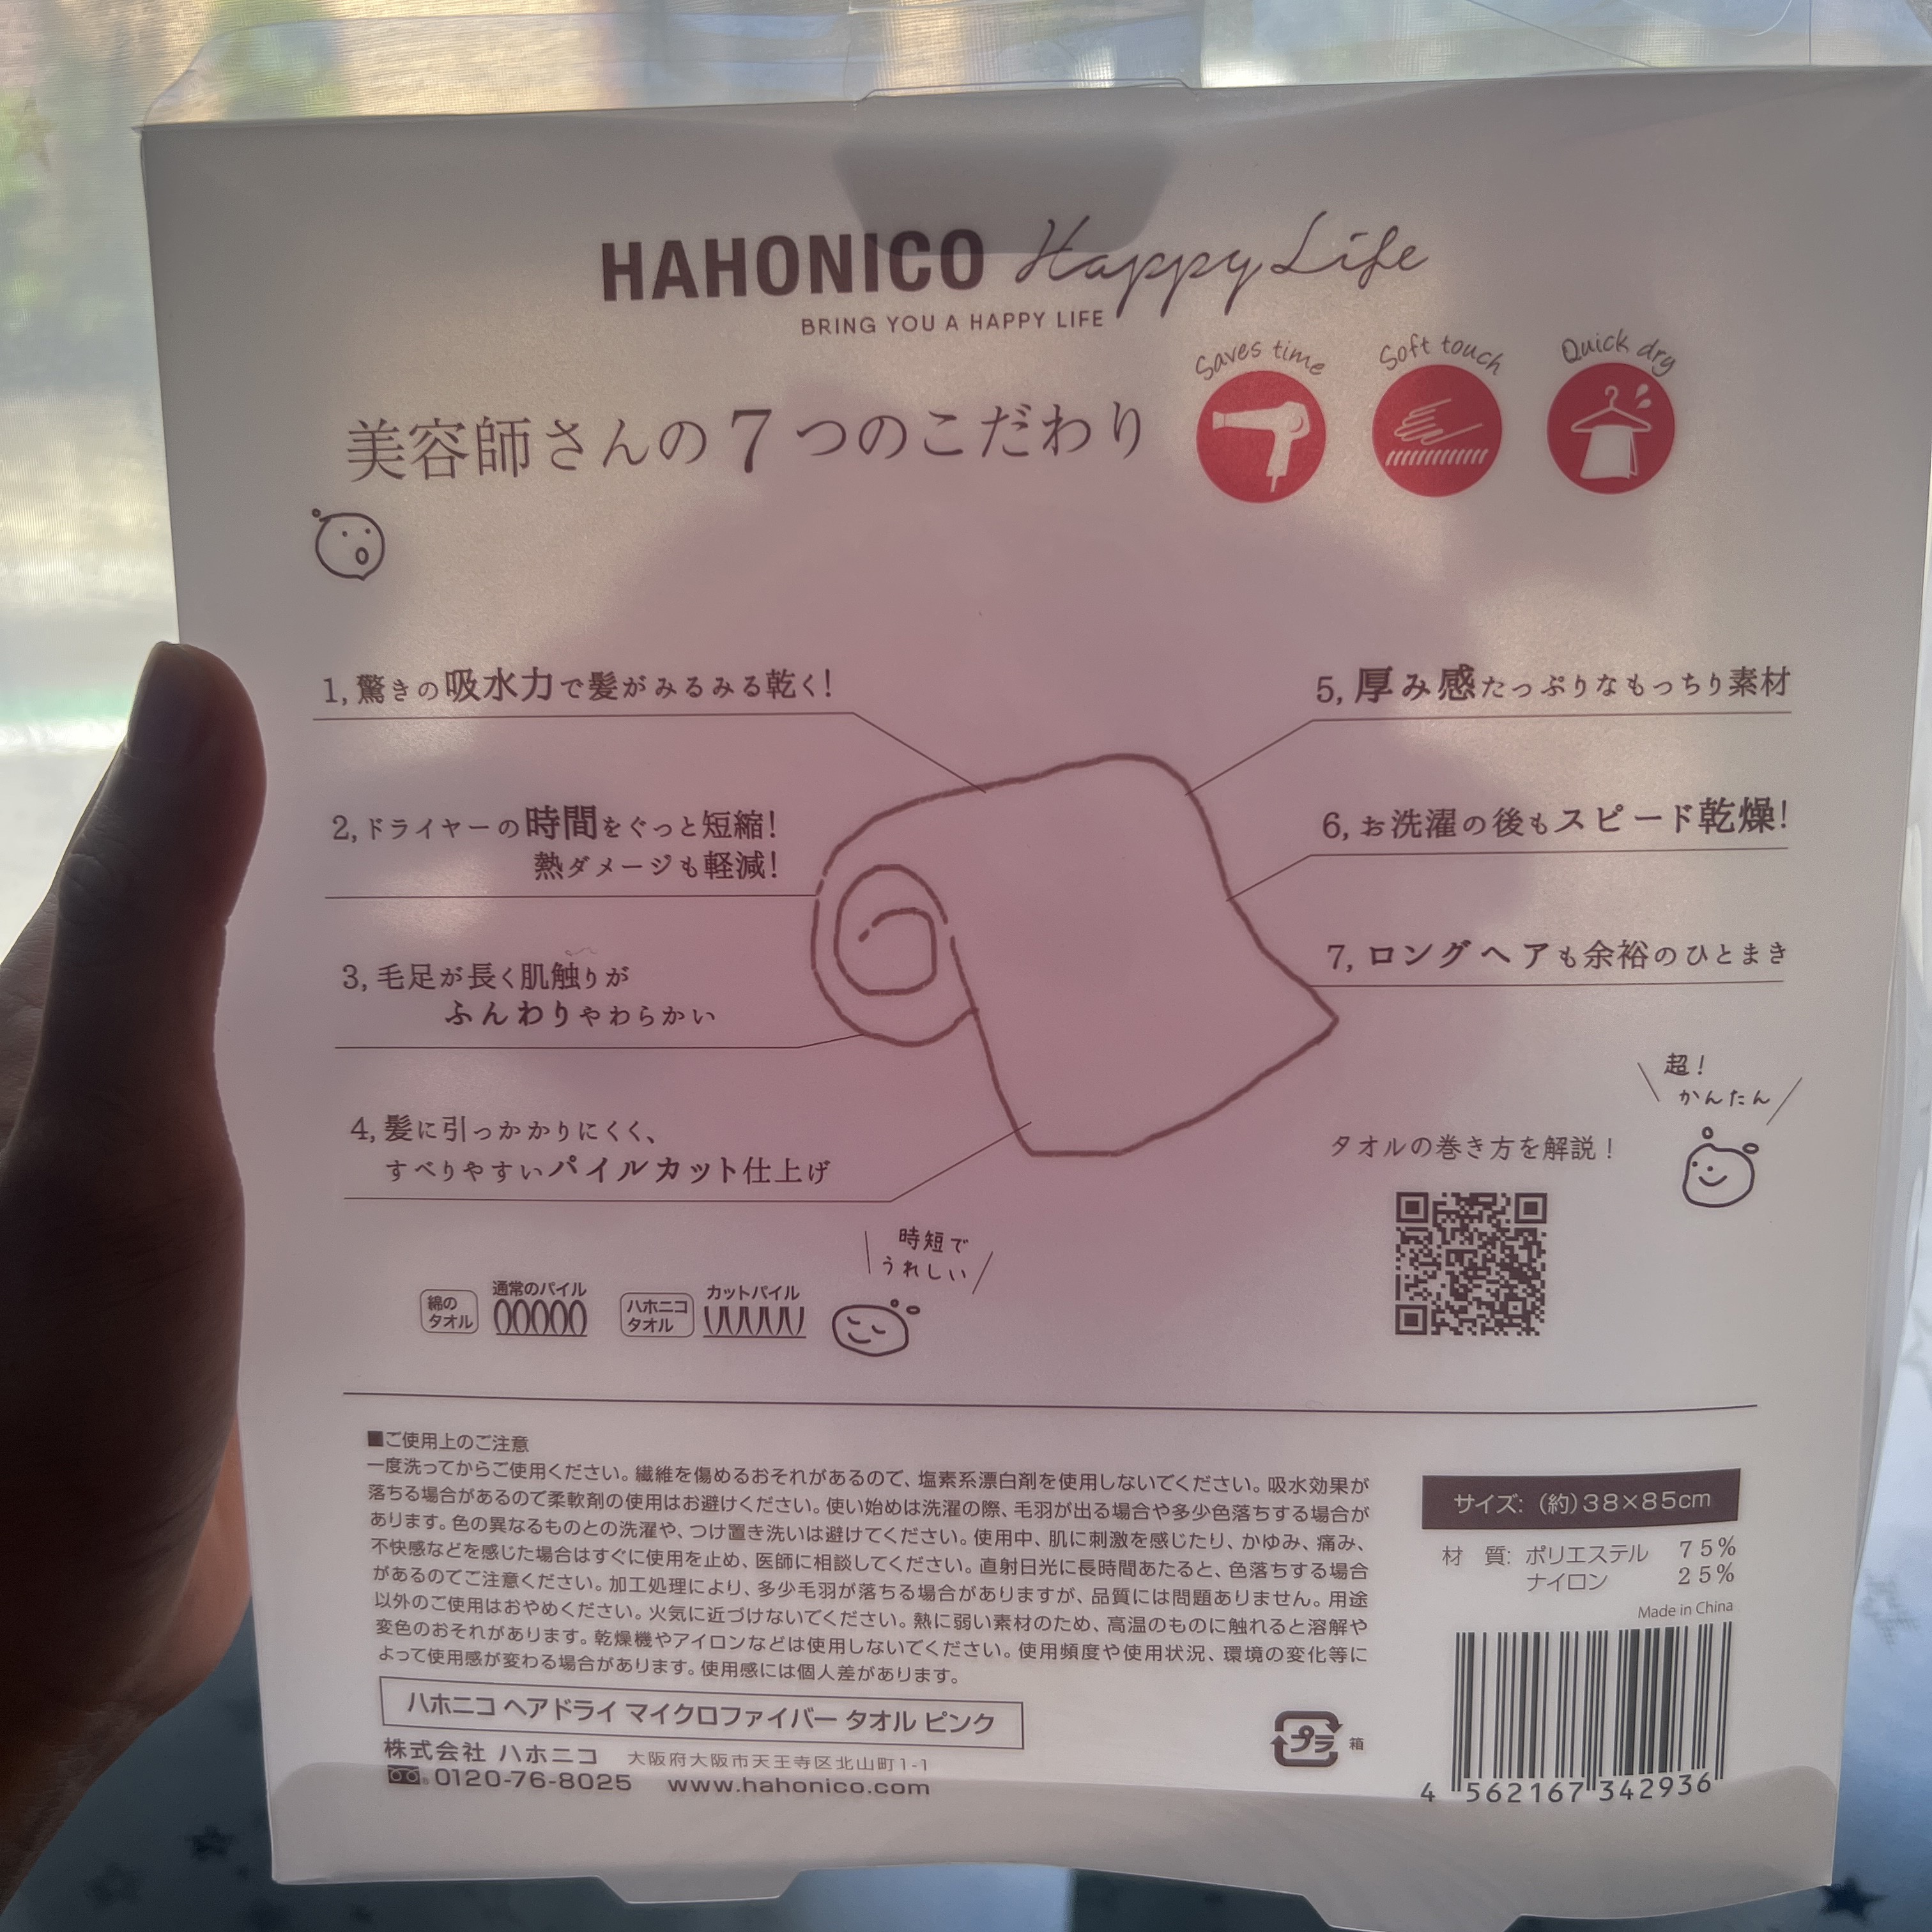 HAHONICO Happy Life
BRING YOU A HAPPY LIFE
Saves time
Soft touch
Quick dry
美容師さんの7つのこだわり
1, 驚きの吸水力で髪がみるみる乾く!
2, ドライヤーの時間をぐっと短縮!
熱ダメージも軽減!
3, 毛足が長く肌触りが
ふんわりやわらかい
4, 髪に引っかかりにくく、
すべりやすいパイルカット仕上げ
5, 厚み感たっぷりなもっちり素材
6, お洗濯の後もスピード乾燥!
7, ロングヘアも余裕のひとまき
超!
かんたん
タオルの巻き方を解説!
時短で
うれしい
綿の
タオル
通常のパイル
ハホニコ
タオル
カットパイル
■ご使用上のご注意
一度洗ってからご使用ください。繊維を傷めるおそれがあるので、塩素系漂白剤を使用しないでください。吸水効果が
落ちる場合があるので柔軟剤の使用はお避けください。使い始めは洗濯の際、毛羽が出る場合や多少色落ちする場合が
あります。色の異なるものとの洗濯や、つけ置き洗いは避けてください。使用中、肌に刺激を感じたり、かゆみ、痛み、
不快感などを感じた場合はすぐに使用を止め、医師に相談してください。直射日光に長時間あたると、色落ちする場合
があるのでご注意ください。加工処理により、多少毛羽が落ちる場合がありますが、品質には問題ありません。用途
以外のご使用はおやめください。火気に近づけないでください。熱に弱い素材のため、高温のものに触れると溶解や
変色のおそれがあります。乾燥機やアイロンなどは使用しないでください。使用頻度や使用状況、環境の変化等に
よって使用感が変わる場合があります。使用感には個人差があります。
ハホニコ ヘアドライ マイクロファイバー タオル ピンク
株式会社 ハホニコ 大阪府大阪市天王寺区北山町1-1
0120-76-8025 www.hahonico.com
プラ 箱
サイズ: (約)38×85cm
材 質: ポリエステル 75%
ナイロン 25%
Made in China
4 562167 342936